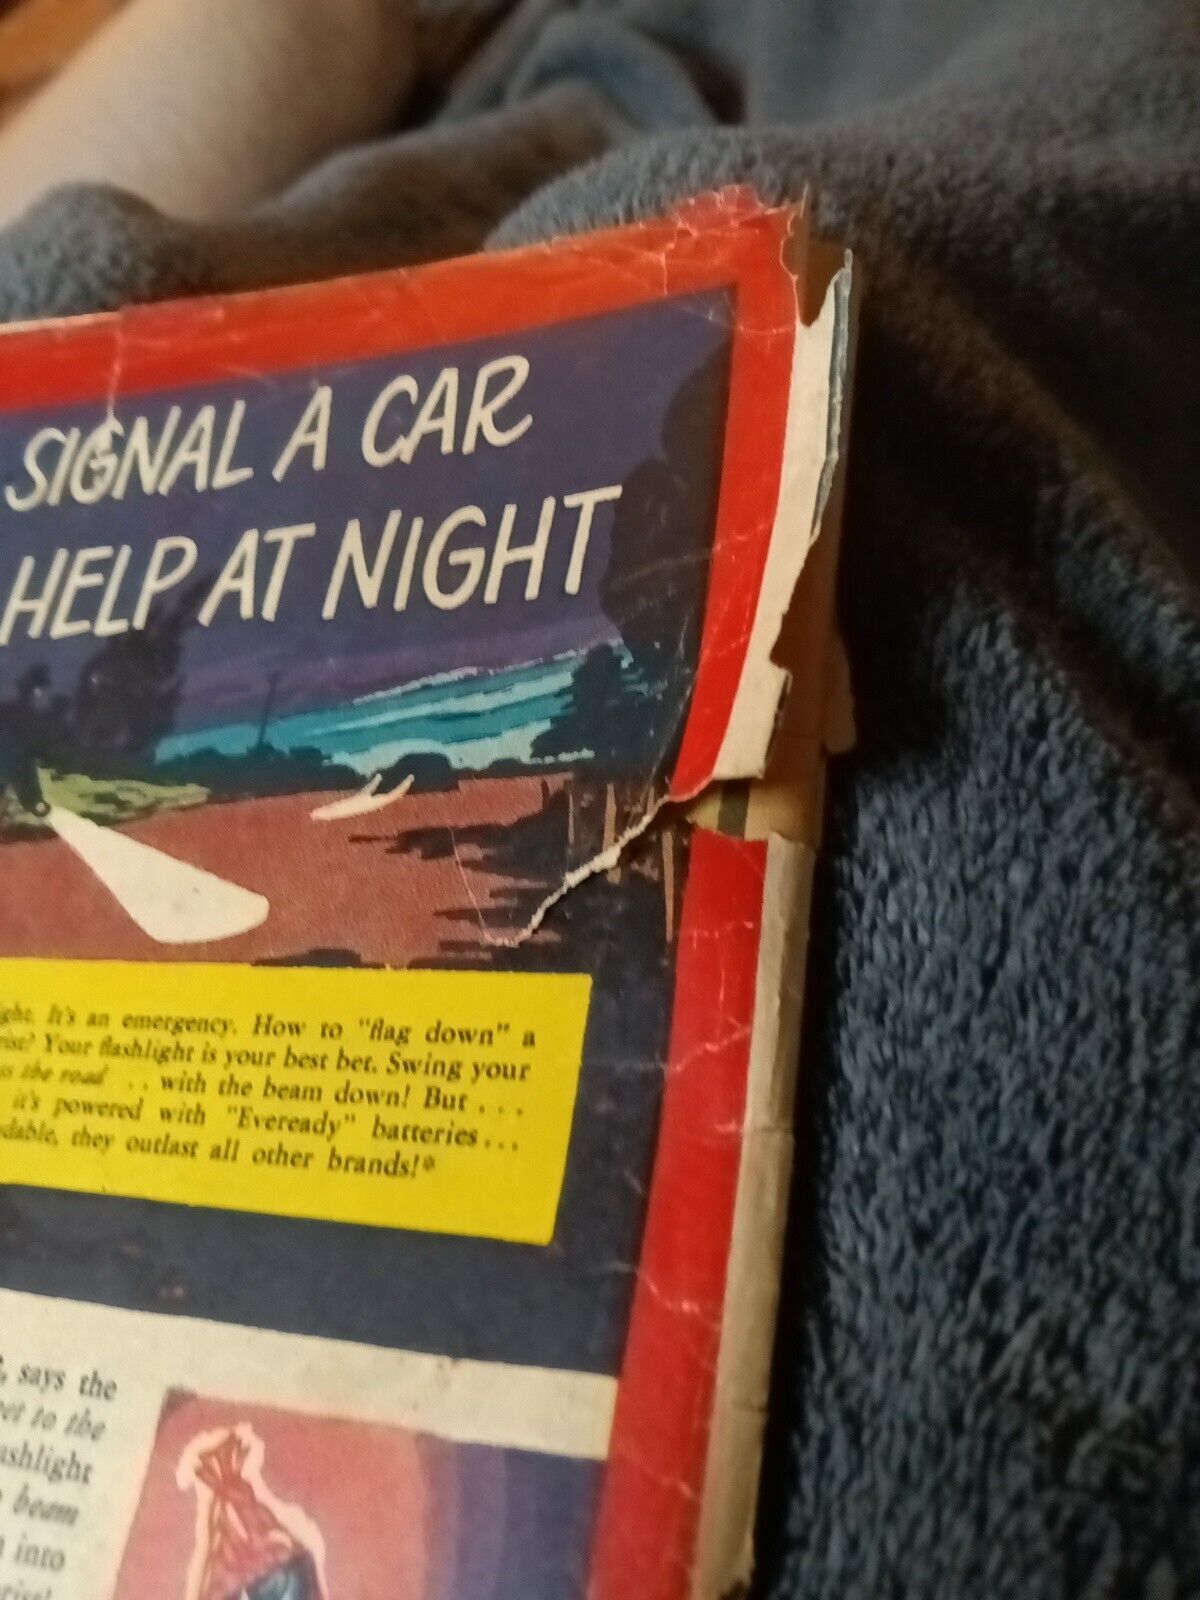 SIGNAL A CAR
HELP AT NIGHT
It's an emergency. How to "flag down" a
Your flashlight is your best bet. Swing your
the road . . with the beam down! But . . .
it's powered with "Eveready" batteries . . .
they outlast all other brands!*
says the
to the
beam
into